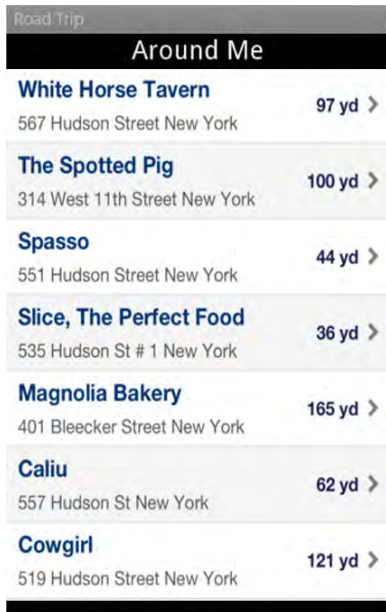 Road Trip
Around Me
White Horse Tavern
97 yd
567 Hudson Street New York
The Spotted Pig
100 yd
314 West 11th Street New York
Spasso
44 yd
551 Hudson Street New York
Slice, The Perfect Food
36 yd
535 Hudson St # 1 New York
Magnolia Bakery
165 yd
401 Bleecker Street New York
Caliu
62 yd
557 Hudson St New York
Cowgirl
121 yd
519 Hudson Street New York